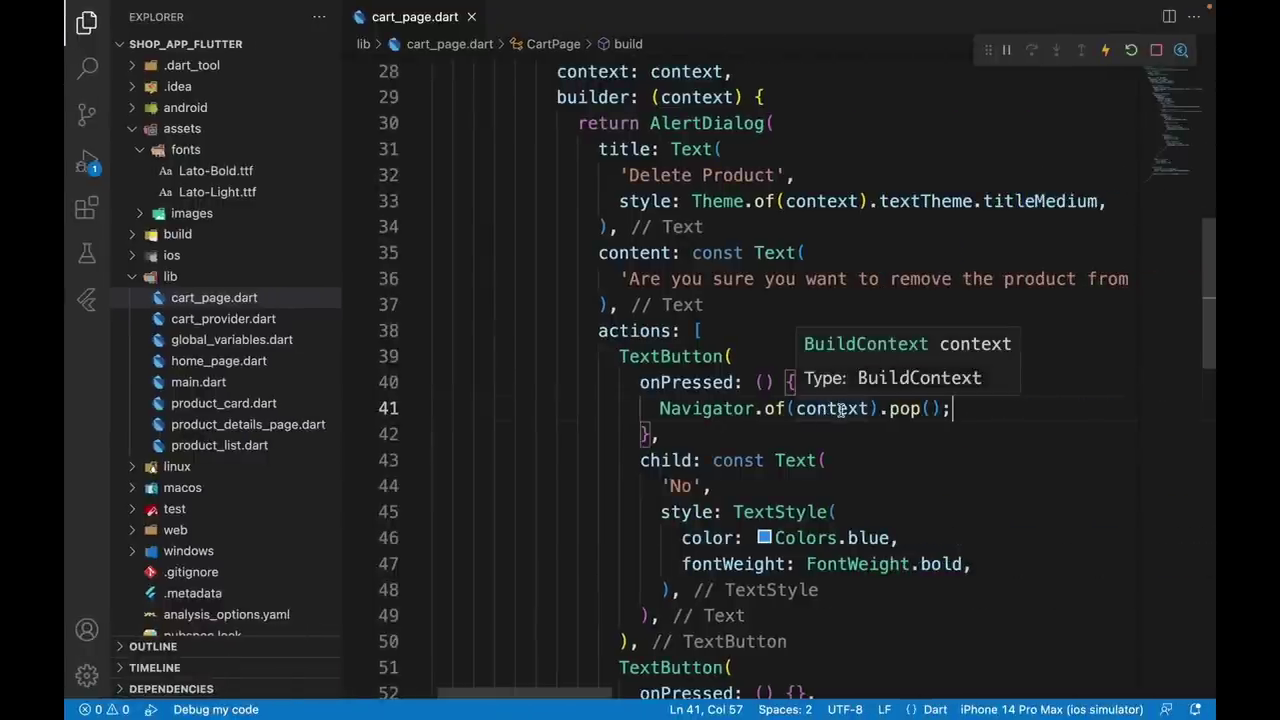 EXPLORER
SHOP_APP_FLUTTER
.dart_tool
.idea
android
assets
fonts
Aa Lato-Bold.ttf
Aa Lato-Light.ttf
images
build
ios
lib
cart_page.dart
cart_provider.dart
global_variables.dart
home_page.dart
main.dart
product_card.dart
product_details_page.dart
product_list.dart
linux
macos
test
web
windows
.gitignore
.metadata
analysis_options.yaml
pubspec.lock
OUTLINE
TIMELINE
DEPENDENCIES
1
cart_page.dart
lib > cart_page.dart > CartPage > build
28 context: context,
29 builder: (context) {
30 return AlertDialog(
31 title: Text(
32 'Delete Product',
33 style: Theme.of(context).textTheme.titleMedium,
34 ), // Text
35 content: const Text(
36 'Are you sure you want to remove the product from
37 ), // Text
38 actions: [
39 TextButton(
BuildContext context
Type: BuildContext
40 onPressed: () {
41 Navigator.of(context).pop();
42 },
43 child: const Text(
44 'No',
45 style: TextStyle(
46 color: Colors.blue,
47 fontWeight: FontWeight.bold,
48 ), // TextStyle
49 ), // Text
50 ), // TextButton
51 TextButton(
52 onPressed: () {},
0 0 Debug my code Ln 41, Col 57 Spaces: 2 UTF-8 LF {} Dart iPhone 14 Pro Max (ios simulator)